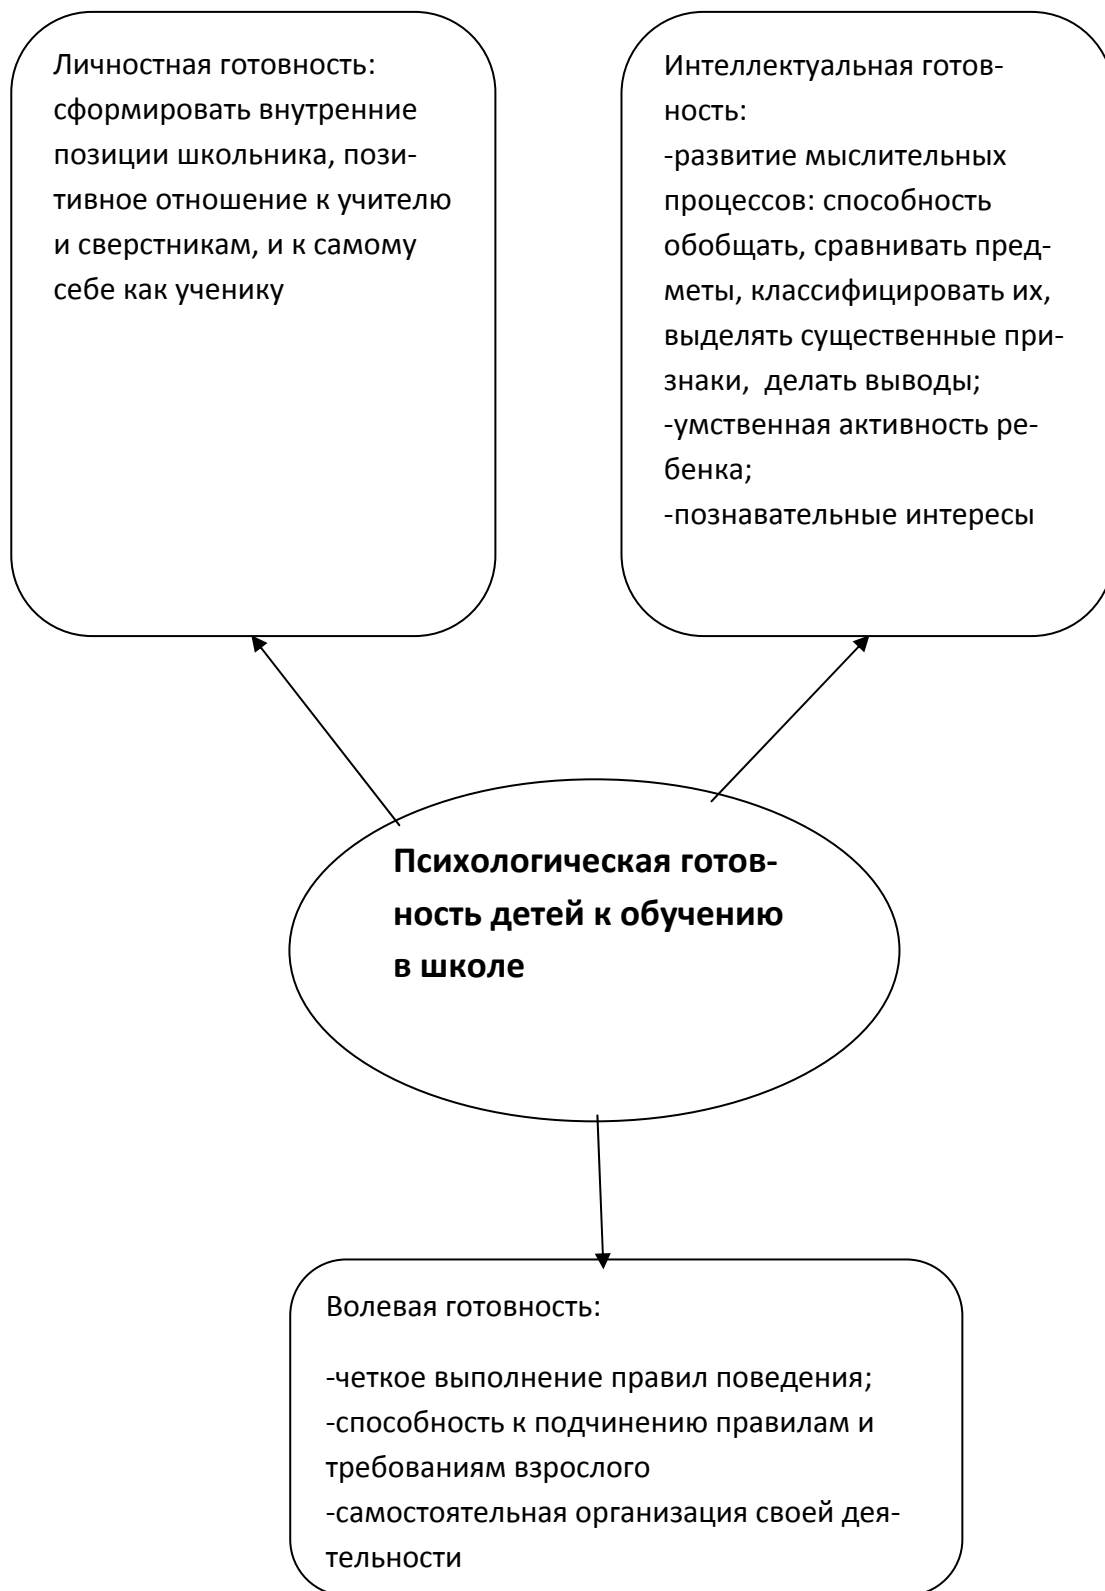 Личностная готовность:
сформировать внутренние
позиции школьника, пози-
тивное отношение к учителю
и сверстникам, и к самому
себе как ученику
Интеллектуальная готов-
ность:
-развитие мыслительных
процессов: способность
обобщать, сравнивать пред-
меты, классифицировать их,
выделять существенные при-
знаки,  делать выводы;
-умственная активность ре-
бенка;
-познавательные интересы
Психологическая готов-
ность детей к обучению
в школе
Волевая готовность:
-четкое выполнение правил поведения;
-способность к подчинению правилам и
требованиям взрослого
-самостоятельная организация своей дея-
тельности